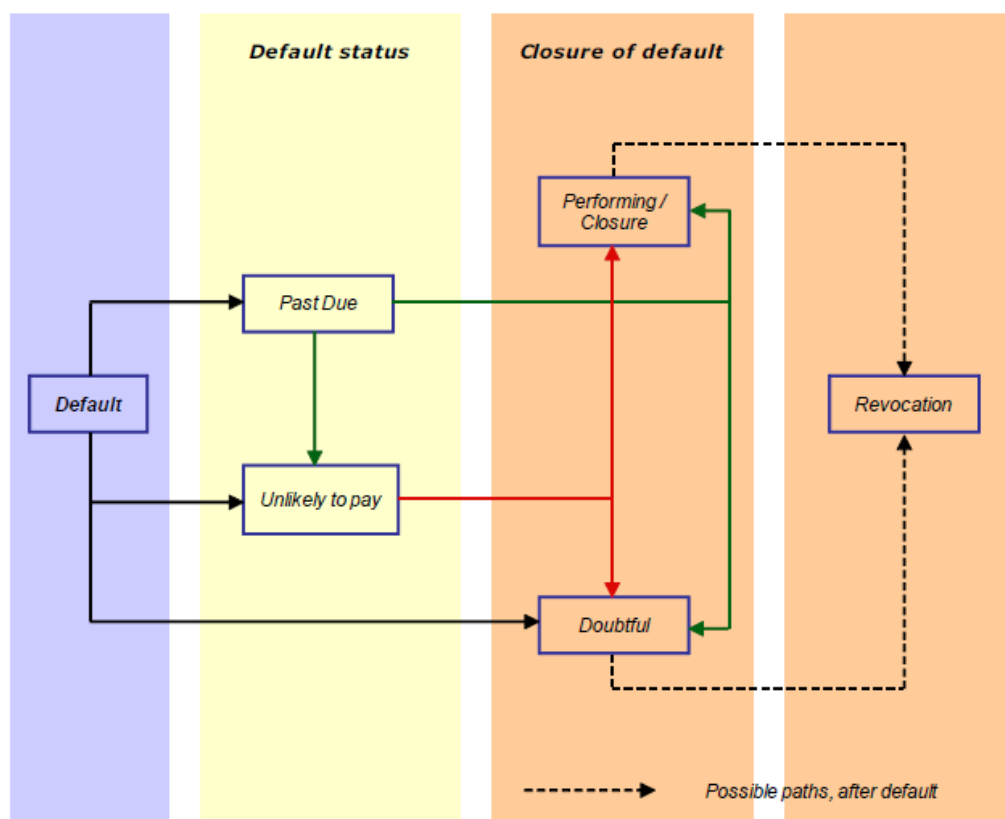 Default status
Closure of default
Performing /
Closure
Past Due
Default
Revocation
Unlikely to pay
Doubtful
Possible paths, after default